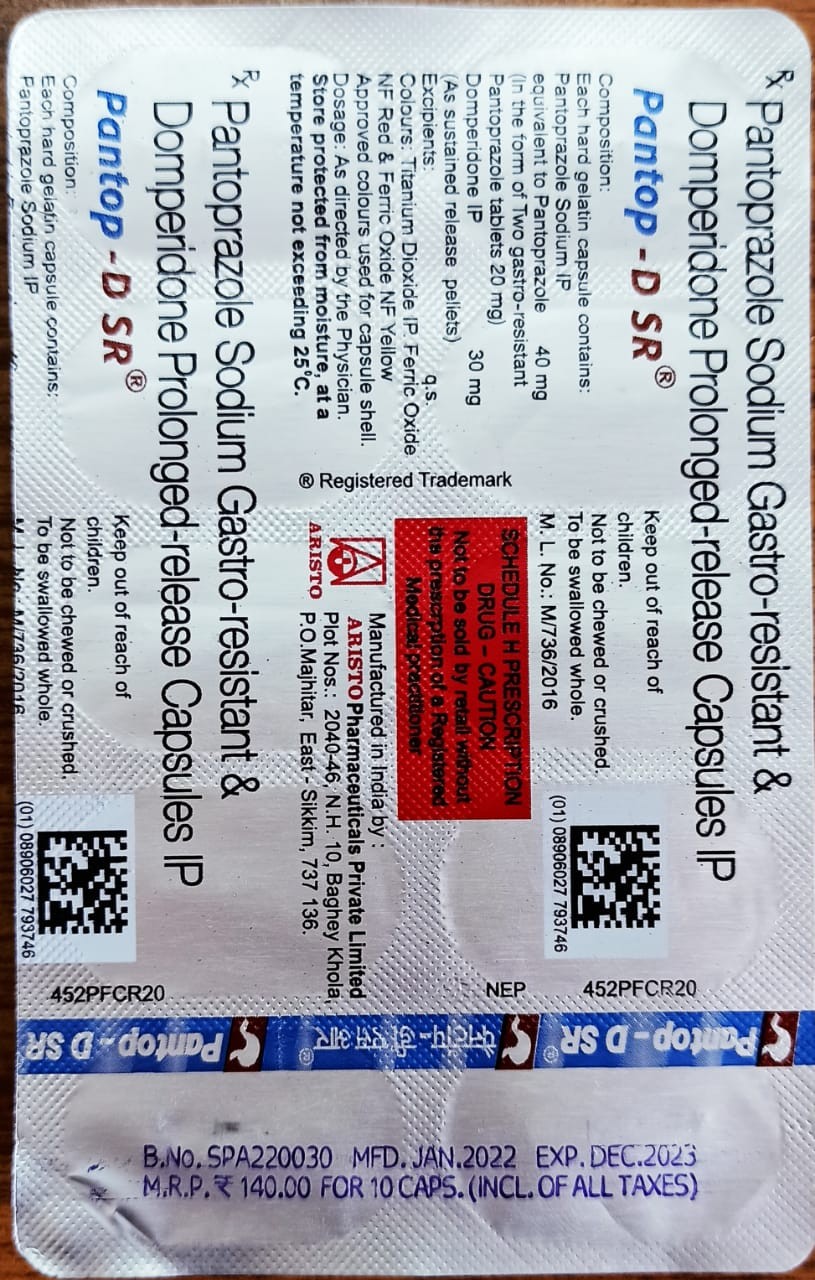 Rx Pantoprazole Sodium Gastro-resistant &
Domperidone Prolonged-release Capsules IP
Pantop - D SR®
Composition:
Each hard gelatin capsule contains:
Pantoprazole Sodium IP
equivalent to Pantoprazole 40 mg
(In the form of Two gastro-resistant
Pantoprazole tablets 20 mg)
Domperidone IP 30 mg
(As sustained release pellets)
Excipients: q.s.
Colours: Titanium Dioxide IP. Ferric Oxide
NF Red & Ferric Oxide NF Yellow
Approved colours used for capsule shell.
Dosage: As directed by the Physician.
Store protected from moisture, at a
temperature not exceeding 25°C.
® Registered Trademark
Keep out of reach of
children.
Not to be chewed or crushed.
To be swallowed whole.
M. L. No.: M/736/2016
SCHEDULE H PRESCRIPTION
DRUG - CAUTION
Not to be sold by retail without
the prescription of a Registered
Medical practitioner
Manufactured in India by :
ARISTO Pharmaceuticals Private Limited
Plot Nos.: 2040-46, N.H. 10, Baghey Khola,
P.O.Majhitar, East - Sikkim, 737 136.
ARISTO
(01) 08906027 793746
452PFCR20
NEP
Rx Pantoprazole Sodium Gastro-resistant &
Domperidone Prolonged-release Capsules IP
Pantop - D SR®
Composition:
Each hard gelatin capsule contains:
Pantoprazole Sodium IP
Keep out of reach of
children.
Not to be chewed or crushed
To be swallowed whole.
M. L. No.: M/736/2016
(01) 08906027 793746
452PFCR20
Pantop - D SR
®
पॅन्टॉप-डी एस आर
®
Pantop - D SR
B.No. SPA220030 MFD. JAN.2022 EXP. DEC.2023
M.R.P. ₹ 140.00 FOR 10 CAPS. (INCL. OF ALL TAXES)